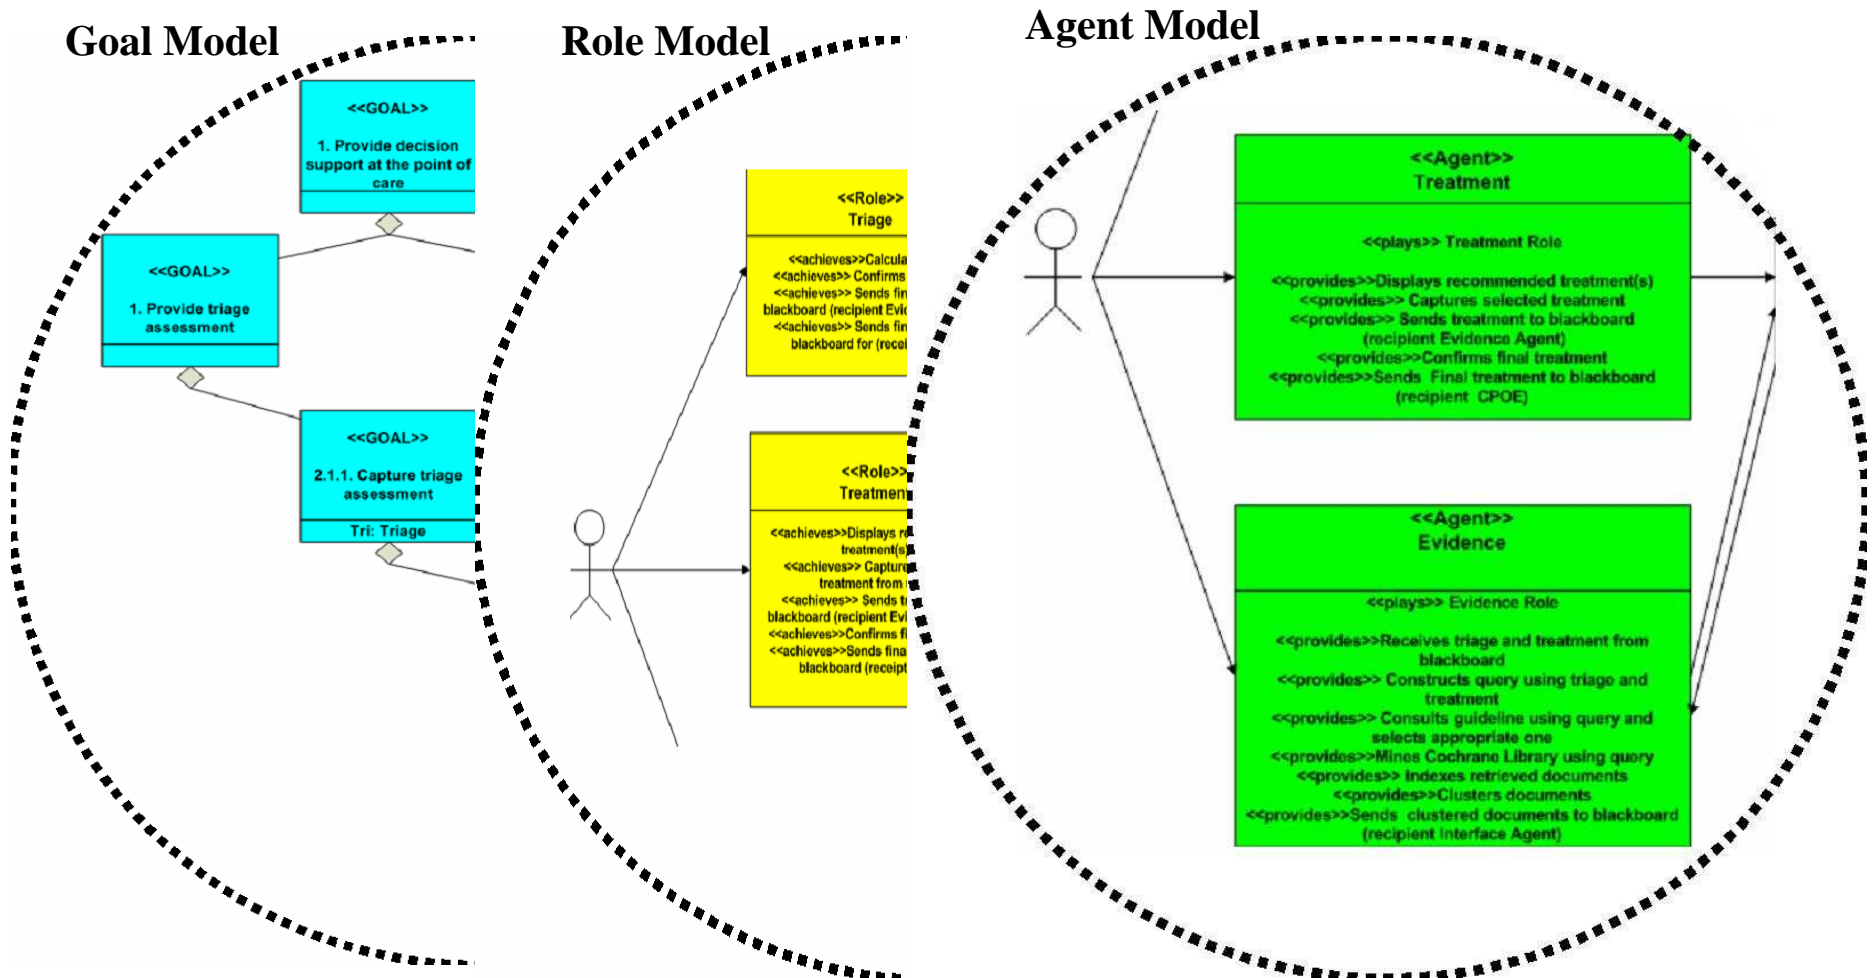 Goal Model
<<GOAL>>
1. Provide decision
support at the point of
care
<<GOAL>>
1. Provide triage
assessment
<<GOAL>>
2.1.1. Capture triage
assessment
Tri: Triage
Role Model
<<Role>>
Triage
<<achieves>>Calcula
<<achieves>> Confirms
<<achieves>> Sends fin
blackboard (recipient Evid
<<achieves>> Sends fin
blackboard for (recei
<<Role>>
Treatmen
<<achieves>>Displays re
treatment(s)
<<achieves>> Capture
treatment from
<<achieves>> Sends t
blackboard (recipient Evi
<<achieves>>Confirms fi
<<achieves>>Sends final
blackboard (receipt
Agent Model
<<Agent>>
Treatment
<<plays>> Treatment Role
<<provides>>Displays recommended treatment(s)
<<provides>> Captures selected treatment
<<provides>> Sends treatment to blackboard
(recipient Evidence Agent)
<<provides>>Confirms final treatment
<<provides>>Sends Final treatment to blackboard
(recipient CPOE)
<<Agent>>
Evidence
<<plays>> Evidence Role
<<provides>>Receives triage and treatment from
blackboard
<<provides>> Constructs query using triage and
treatment
<<provides>> Consults guideline using query and
selects appropriate one
<<provides>>Mines Cochrane Library using query
<<provides>> Indexes retrieved documents
<<provides>>Clusters documents
<<provides>>Sends clustered documents to blackboard
(recipient Interface Agent)